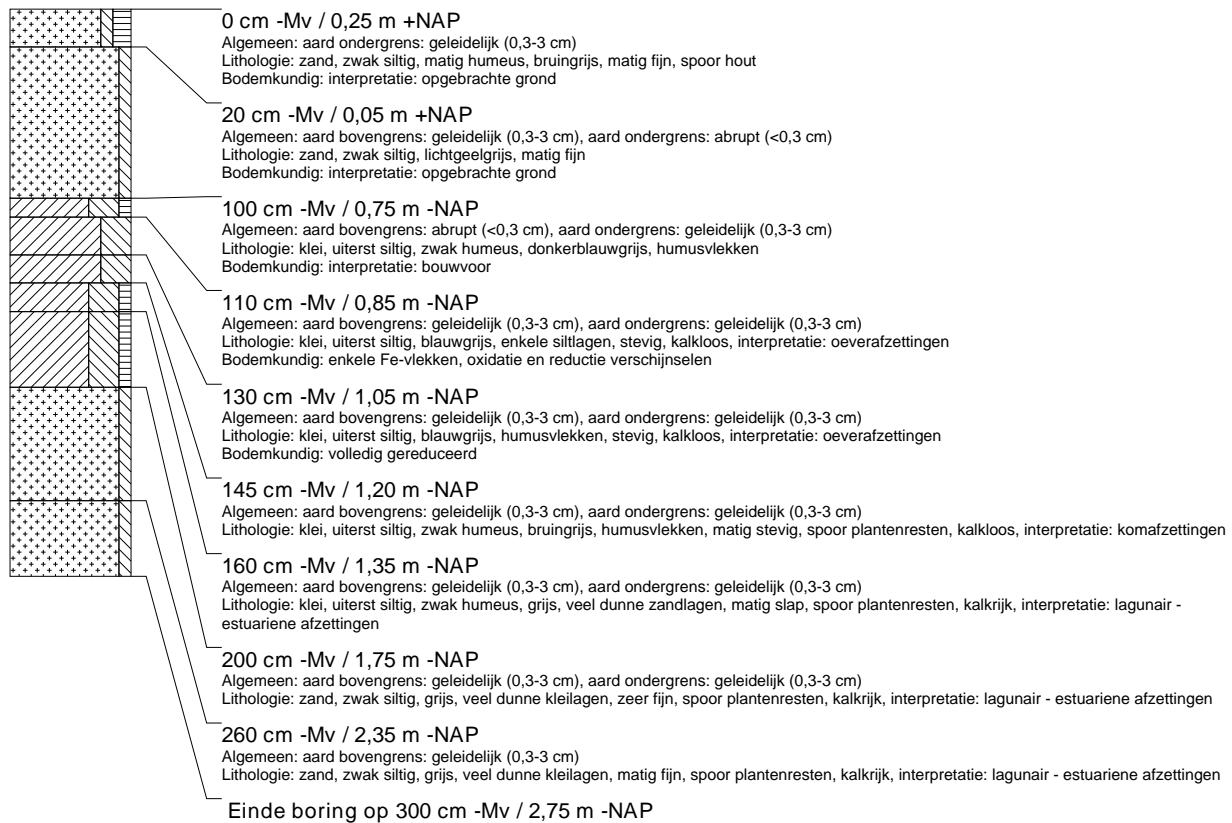 0 cm -Mv / 0,25 m +NAP
Algemeen: aard ondergrens: geleidelijk (0,3-3 cm)
Lithologie: zand, zwak siltig, matig humeus, bruingrijs, matig fijn, spoor hout
Bodemkundig: interpretatie: opgebrachte grond
20 cm -Mv / 0,05 m +NAP
Algemeen: aard bovengrens: geleidelijk (0,3-3 cm), aard ondergrens: abrupt (<0,3 cm)
Lithologie: zand, zwak siltig, lichtgeelgrijs, matig fijn
Bodemkundig: interpretatie: opgebrachte grond
100 cm -Mv / 0,75 m -NAP
Algemeen: aard bovengrens: abrupt (<0,3 cm), aard ondergrens: geleidelijk (0,3-3 cm)
Lithologie: klei, uiterst siltig, zwak humeus, donkerblauwgrijs, humusvlekken
Bodemkundig: interpretatie: bouwvoor
110 cm -Mv / 0,85 m -NAP
Algemeen: aard bovengrens: geleidelijk (0,3-3 cm), aard ondergrens: geleidelijk (0,3-3 cm)
Lithologie: klei, uiterst siltig, blauwgrijs, enkele siltlagen, stevig, kalkloos, interpretatie: oeverafzettingen
Bodemkundig: enkele Fe-vlekken, oxidatie en reductie verschijnselen
130 cm -Mv / 1,05 m -NAP
Algemeen: aard bovengrens: geleidelijk (0,3-3 cm), aard ondergrens: geleidelijk (0,3-3 cm)
Lithologie: klei, uiterst siltig, blauwgrijs, humusvlekken, stevig, kalkloos, interpretatie: oeverafzettingen
Bodemkundig: volledig gereduceerd
145 cm -Mv / 1,20 m -NAP
Algemeen: aard bovengrens: geleidelijk (0,3-3 cm), aard ondergrens: geleidelijk (0,3-3 cm)
Lithologie: klei, uiterst siltig, zwak humeus, bruingrijs, humusvlekken, matig stevig, spoor plantenresten, kalkloos, interpretatie: komafzettingen
160 cm -Mv / 1,35 m -NAP
Algemeen: aard bovengrens: geleidelijk (0,3-3 cm), aard ondergrens: geleidelijk (0,3-3 cm)
Lithologie: klei, uiterst siltig, zwak humeus, grijs, veel dunne zandlagen, matig slap, spoor plantenresten, kalkrijk, interpretatie: lagunair -
estuariene afzettingen
200 cm -Mv / 1,75 m -NAP
Algemeen: aard bovengrens: geleidelijk (0,3-3 cm), aard ondergrens: geleidelijk (0,3-3 cm)
Lithologie: zand, zwak siltig, grijs, veel dunne kleilagen, zeer fijn, spoor plantenresten, kalkrijk, interpretatie: lagunair - estuariene afzettingen
260 cm -Mv / 2,35 m -NAP
Algemeen: aard bovengrens: geleidelijk (0,3-3 cm)
Lithologie: zand, zwak siltig, grijs, veel dunne kleilagen, matig fijn, spoor plantenresten, kalkrijk, interpretatie: lagunair - estuariene afzettingen
Einde boring op 300 cm -Mv / 2,75 m -NAP